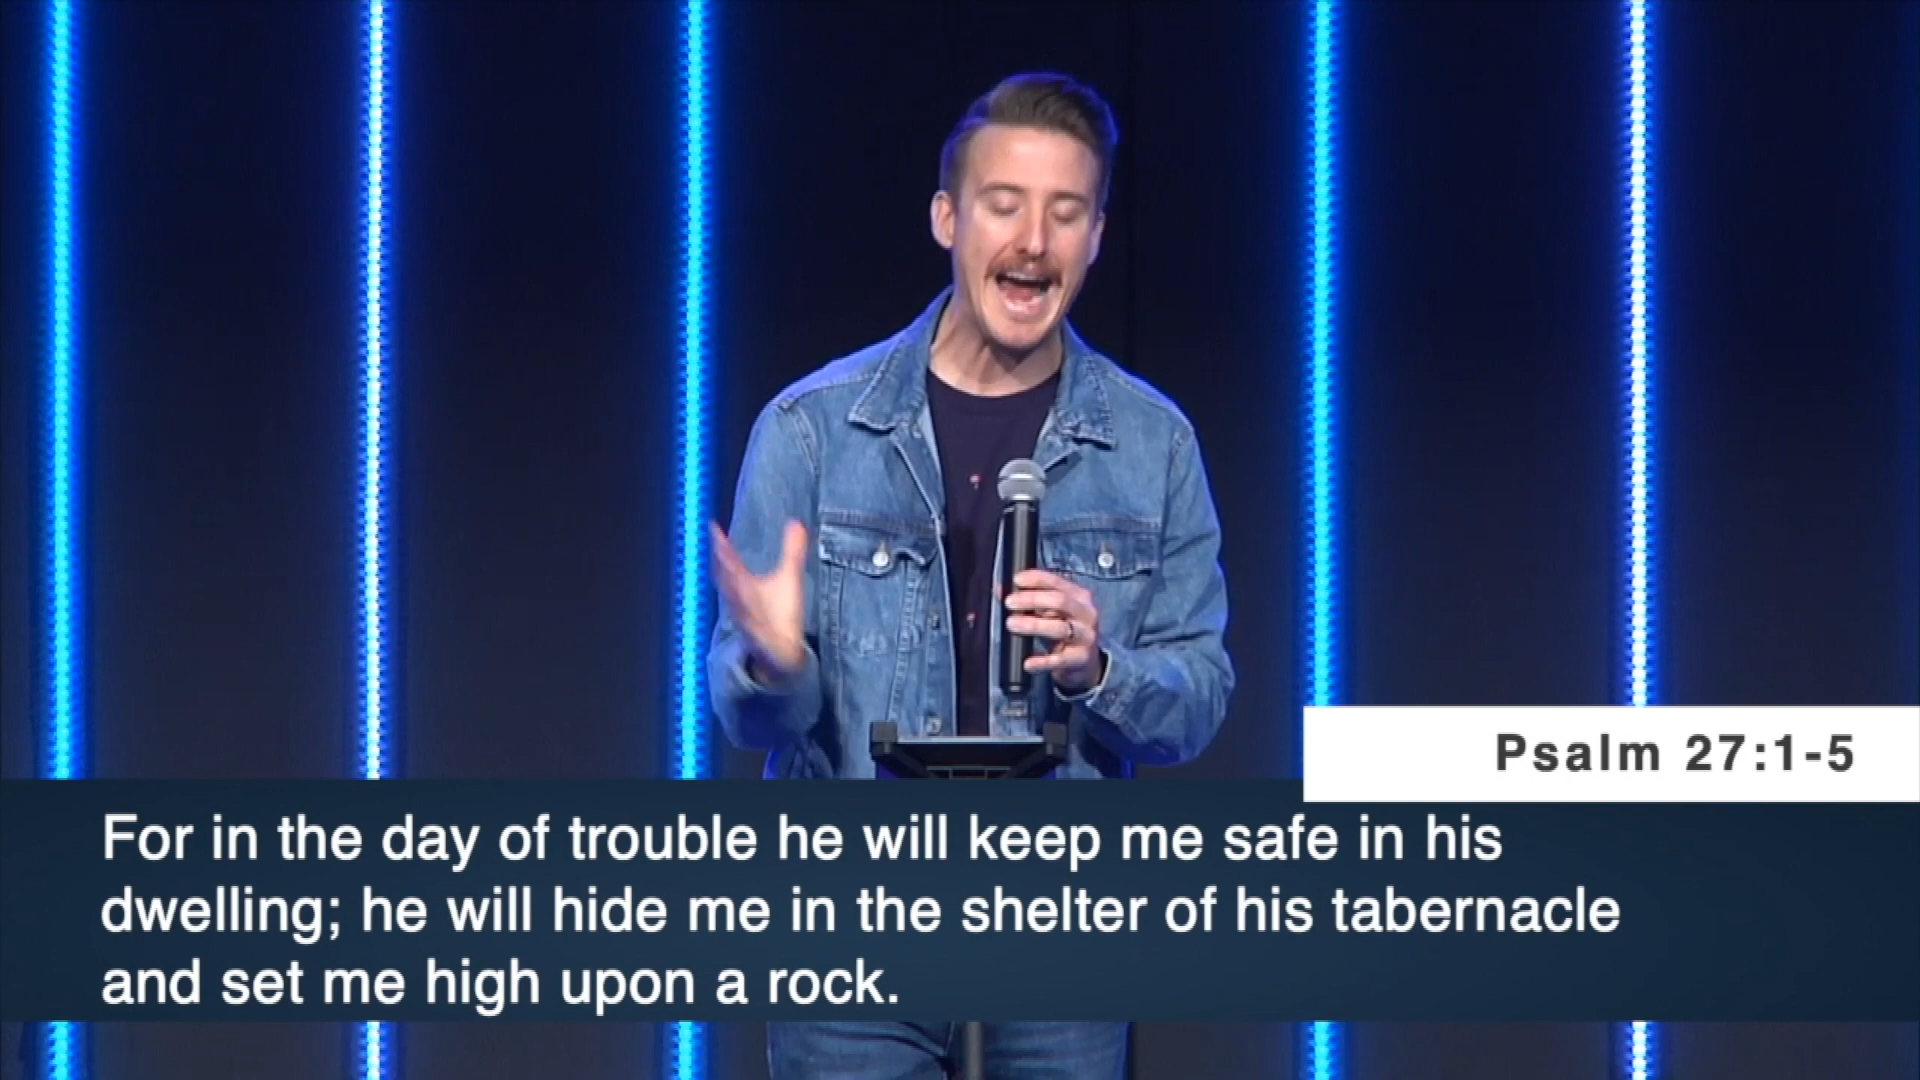 Psalm 27:1-5
For in the day of trouble he will keep me safe in his
dwelling; he will hide me in the shelter of his tabernacle
and set me high upon a rock.